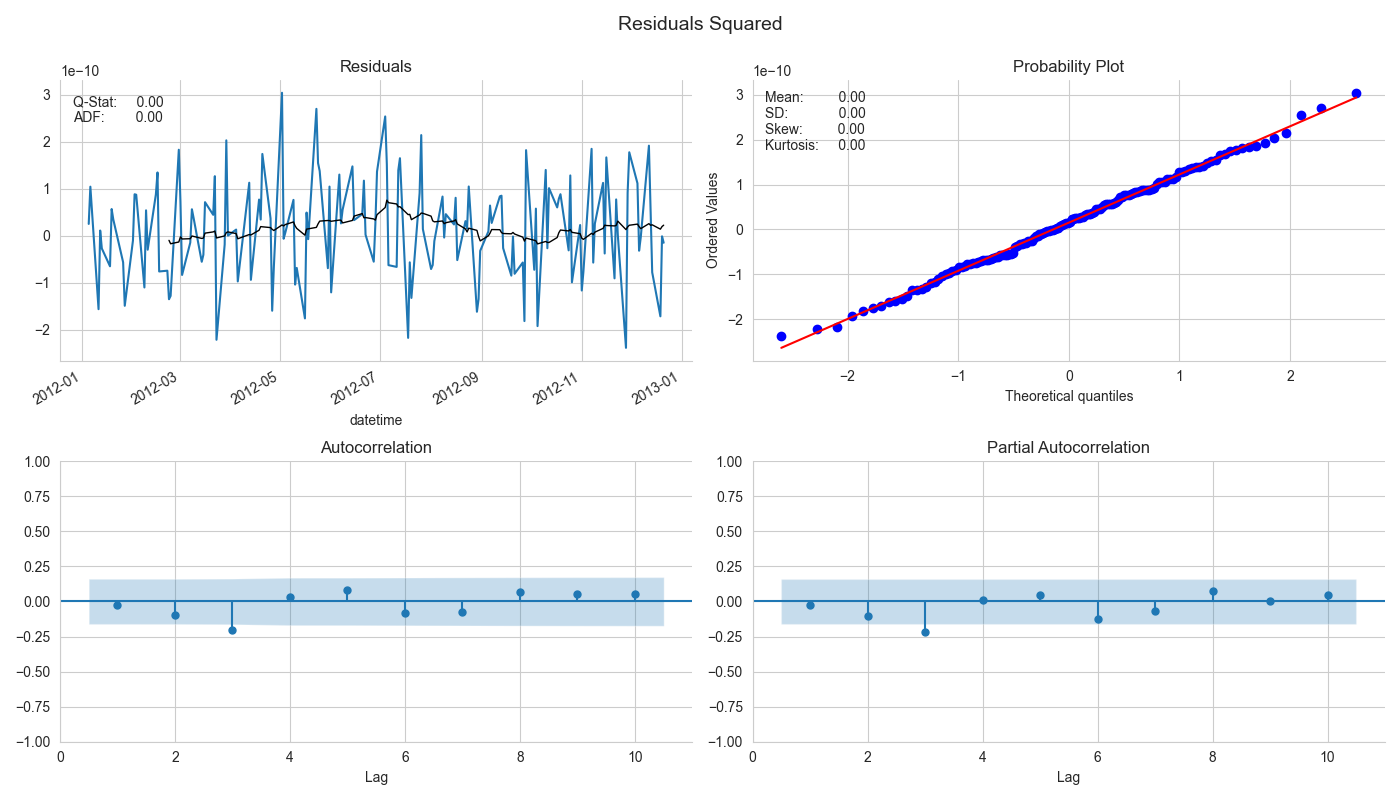 Residuals Squared
Residuals
1e−10
Q-Stat: 0.00
ADF: 0.00
3
2
1
0
−1
−2
2012-01 2012-03 2012-05 2012-07 2012-09 2012-11 2013-01
datetime
Probability Plot
1e−10
Mean: 0.00
SD: 0.00
Skew: 0.00
Kurtosis: 0.00
Ordered Values
3
2
1
0
−1
−2
−2 −1 0 1 2
Theoretical quantiles
Autocorrelation
1.00
0.75
0.50
0.25
0.00
−0.25
−0.50
−0.75
−1.00
0 2 4 6 8 10
Lag
Partial Autocorrelation
1.00
0.75
0.50
0.25
0.00
−0.25
−0.50
−0.75
−1.00
0 2 4 6 8 10
Lag